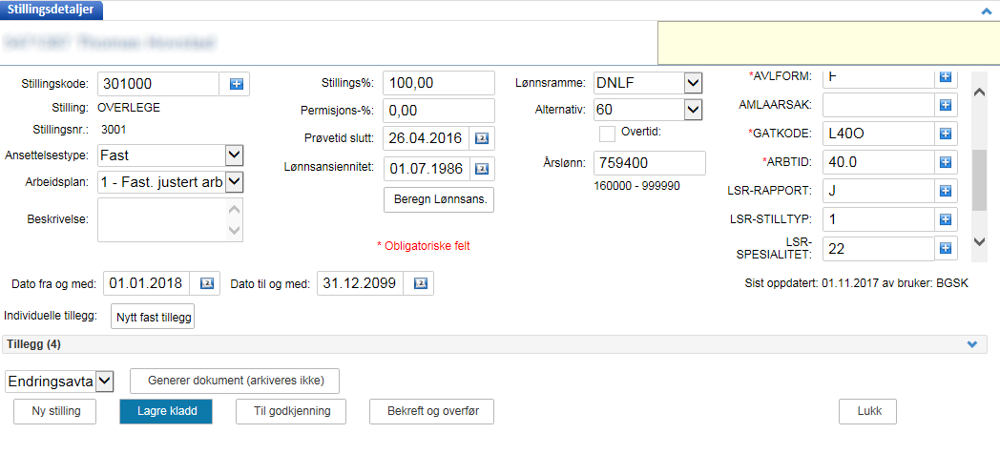 Stillingsdetaljer
Stillingskode: 301000
Stilling: OVERLEGE
Stillingsnr.: 3001
Ansettelsestype: Fast
Arbeidsplan: 1 - Fast. justert arb
Beskrivelse:
Stillings%: 100,00
Permisjons-%: 0,00
Prøvetid slutt: 26.04.2016
Lønnsansiennitet: 01.07.1986
Beregn Lønnsans.
* Obligatoriske felt
Lønnsramme: DNLF
Alternativ: 60
Overtid:
Årslønn: 759400
160000 - 999990
*AVLFORM: F
AMLAARSAK:
*GATKODE: L40O
*ARBTID: 40.0
LSR-RAPPORT: J
LSR-STILLTYP: 1
LSR-
SPESIALITET: 22
Dato fra og med: 01.01.2018 Dato til og med: 31.12.2099
Sist oppdatert: 01.11.2017 av bruker: BGSK
Individuelle tillegg: Nytt fast tillegg
Tillegg (4)
Endringsavta Generer dokument (arkiveres ikke)
Ny stilling Lagre kladd Til godkjenning Bekreft og overfør Lukk